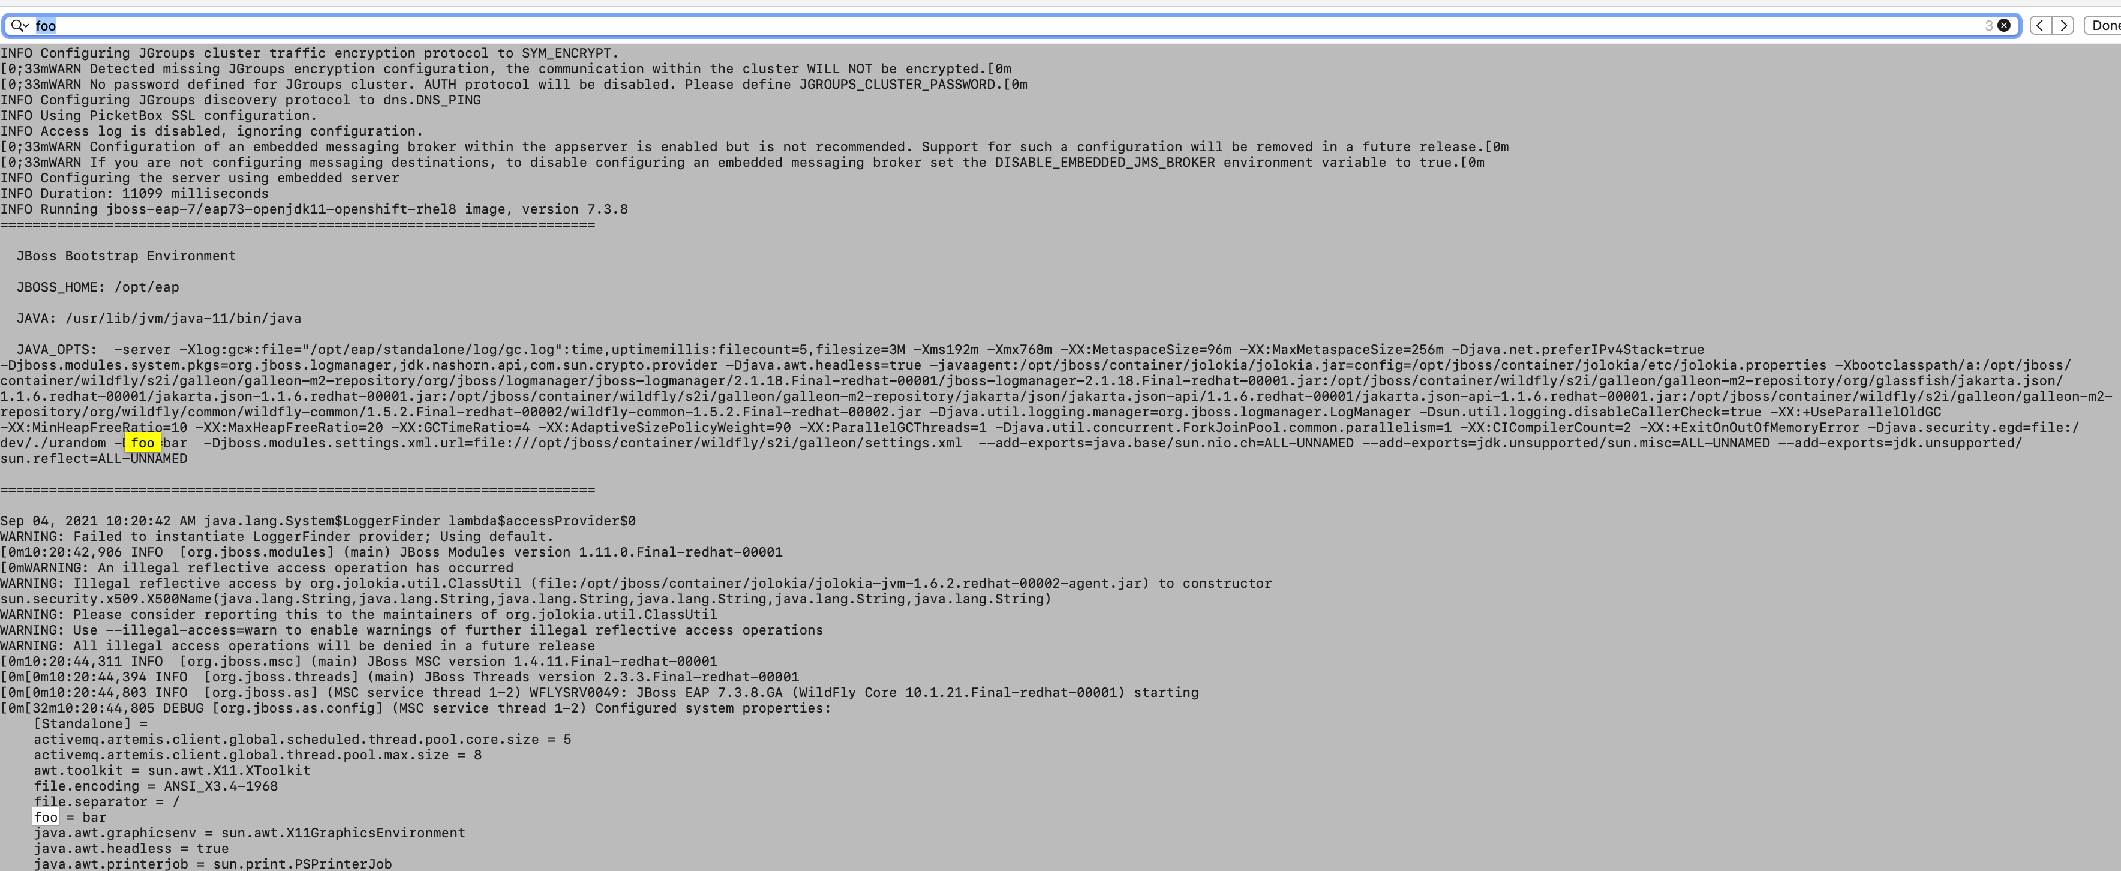 foo
3
Done
INFO Configuring JGroups cluster traffic encryption protocol to SYM_ENCRYPT.
[0;33mWARN Detected missing JGroups encryption configuration, the communication within the cluster WILL NOT be encrypted.[0m
[0;33mWARN No password defined for JGroups cluster. AUTH protocol will be disabled. Please define JGROUPS_CLUSTER_PASSWORD.[0m
INFO Configuring JGroups discovery protocol to dns.DNS_PING
INFO Using PicketBox SSL configuration.
INFO Access log is disabled, ignoring configuration.
[0;33mWARN Configuration of an embedded messaging broker within the appserver is enabled but is not recommended. Support for such a configuration will be removed in a future release.[0m
[0;33mWARN If you are not configuring messaging destinations, to disable configuring an embedded messaging broker set the DISABLE_EMBEDDED_JMS_BROKER environment variable to true.[0m
INFO Configuring the server using embedded server
INFO Duration: 11099 milliseconds
INFO Running jboss-eap-7/eap73-openjdk11-openshift-rhel8 image, version 7.3.8
=========================================================================
JBoss Bootstrap Environment
JBOSS_HOME: /opt/eap
JAVA: /usr/lib/jvm/java-11/bin/java
JAVA_OPTS:  -server -Xlog:gc*:file="/opt/eap/standalone/log/gc.log":time,uptimemillis:filecount=5,filesize=3M -Xms192m -Xmx768m -XX:MetaspaceSize=96m -XX:MaxMetaspaceSize=256m -Djava.net.preferIPv4Stack=true
-Djboss.modules.system.pkgs=org.jboss.logmanager,jdk.nashorn.api,com.sun.crypto.provider -Djava.awt.headless=true -javaagent:/opt/jboss/container/jolokia/jolokia.jar=config=/opt/jboss/container/jolokia/etc/jolokia.properties -Xbootclasspath/a:/opt/jboss/
container/wildfly/s2i/galleon/galleon-m2-repository/org/jboss/logmanager/jboss-logmanager/2.1.18.Final-redhat-00001/jboss-logmanager-2.1.18.Final-redhat-00001.jar:/opt/jboss/container/wildfly/s2i/galleon/galleon-m2-repository/org/glassfish/jakarta.json/
1.1.6.redhat-00001/jakarta.json-1.1.6.redhat-00001.jar:/opt/jboss/container/wildfly/s2i/galleon/galleon-m2-repository/jakarta/json/jakarta.json-api/1.1.6.redhat-00001/jakarta.json-api-1.1.6.redhat-00001.jar:/opt/jboss/container/wildfly/s2i/galleon/galleon-m2-
repository/org/wildfly/common/wildfly-common/1.5.2.Final-redhat-00002/wildfly-common-1.5.2.Final-redhat-00002.jar -Djava.util.logging.manager=org.jboss.logmanager.LogManager -Dsun.util.logging.disableCallerCheck=true -XX:+UseParallelOldGC
-XX:MinHeapFreeRatio=10 -XX:MaxHeapFreeRatio=20 -XX:GCTimeRatio=4 -XX:AdaptiveSizePolicyWeight=90 -XX:ParallelGCThreads=1 -Djava.util.concurrent.ForkJoinPool.common.parallelism=1 -XX:CICompilerCount=2 -XX:+ExitOnOutOfMemoryError -Djava.security.egd=file:/
dev/./urandom -Dfoo=bar  -Djboss.modules.settings.xml.url=file:///opt/jboss/container/wildfly/s2i/galleon/settings.xml  --add-exports=java.base/sun.nio.ch=ALL-UNNAMED --add-exports=jdk.unsupported/sun.misc=ALL-UNNAMED --add-exports=jdk.unsupported/
sun.reflect=ALL-UNNAMED
=========================================================================
Sep 04, 2021 10:20:42 AM java.lang.System$LoggerFinder lambda$accessProvider$0
WARNING: Failed to instantiate LoggerFinder provider; Using default.
[0m10:20:42,906 INFO  [org.jboss.modules] (main) JBoss Modules version 1.11.0.Final-redhat-00001
[0mWARNING: An illegal reflective access operation has occurred
WARNING: Illegal reflective access by org.jolokia.util.ClassUtil (file:/opt/jboss/container/jolokia/jolokia-jvm-1.6.2.redhat-00002-agent.jar) to constructor
sun.security.x509.X500Name(java.lang.String,java.lang.String,java.lang.String,java.lang.String,java.lang.String,java.lang.String)
WARNING: Please consider reporting this to the maintainers of org.jolokia.util.ClassUtil
WARNING: Use --illegal-access=warn to enable warnings of further illegal reflective access operations
WARNING: All illegal access operations will be denied in a future release
[0m10:20:44,311 INFO  [org.jboss.msc] (main) JBoss MSC version 1.4.11.Final-redhat-00001
[0m[0m10:20:44,394 INFO  [org.jboss.threads] (main) JBoss Threads version 2.3.3.Final-redhat-00001
[0m[0m10:20:44,803 INFO  [org.jboss.as] (MSC service thread 1-2) WFLYSRV0049: JBoss EAP 7.3.8.GA (WildFly Core 10.1.21.Final-redhat-00001) starting
[0m[32m10:20:44,805 DEBUG [org.jboss.as.config] (MSC service thread 1-2) Configured system properties:
[Standalone] =
activemq.artemis.client.global.scheduled.thread.pool.core.size = 5
activemq.artemis.client.global.thread.pool.max.size = 8
awt.toolkit = sun.awt.X11.XToolkit
file.encoding = ANSI_X3.4-1968
file.separator = /
foo = bar
java.awt.graphicsenv = sun.awt.X11GraphicsEnvironment
java.awt.headless = true
java.awt.printerjob = sun.print.PSPrinterJob